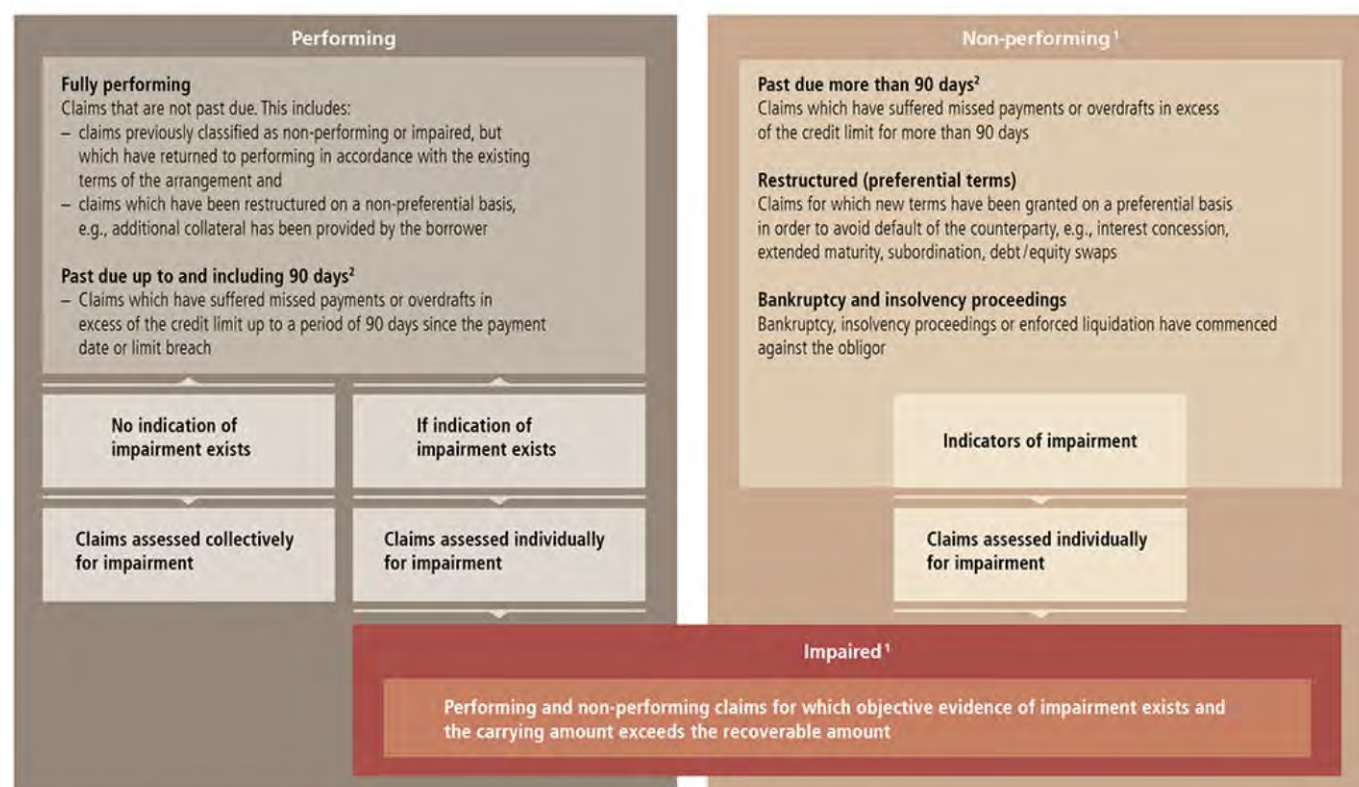 Performing
Fully performing
Claims that are not past due. This includes:
– claims previously classified as non-performing or impaired, but
which have returned to performing in accordance with the existing
terms of the arrangement and
– claims which have been restructured on a non-preferential basis,
e.g., additional collateral has been provided by the borrower
Past due up to and including 90 days²
– Claims which have suffered missed payments or overdrafts in
excess of the credit limit up to a period of 90 days since the payment
date or limit breach
No indication of
impairment exists
If indication of
impairment exists
Claims assessed collectively
for impairment
Claims assessed individually
for impairment
Non-performing¹
Past due more than 90 days²
Claims which have suffered missed payments or overdrafts in excess
of the credit limit for more than 90 days
Restructured (preferential terms)
Claims for which new terms have been granted on a preferential basis
in order to avoid default of the counterparty, e.g., interest concession,
extended maturity, subordination, debt/equity swaps
Bankruptcy and insolvency proceedings
Bankruptcy, insolvency proceedings or enforced liquidation have commenced
against the obligor
Indicators of impairment
Claims assessed individually
for impairment
Impaired¹
Performing and non-performing claims for which objective evidence of impairment exists and
the carrying amount exceeds the recoverable amount